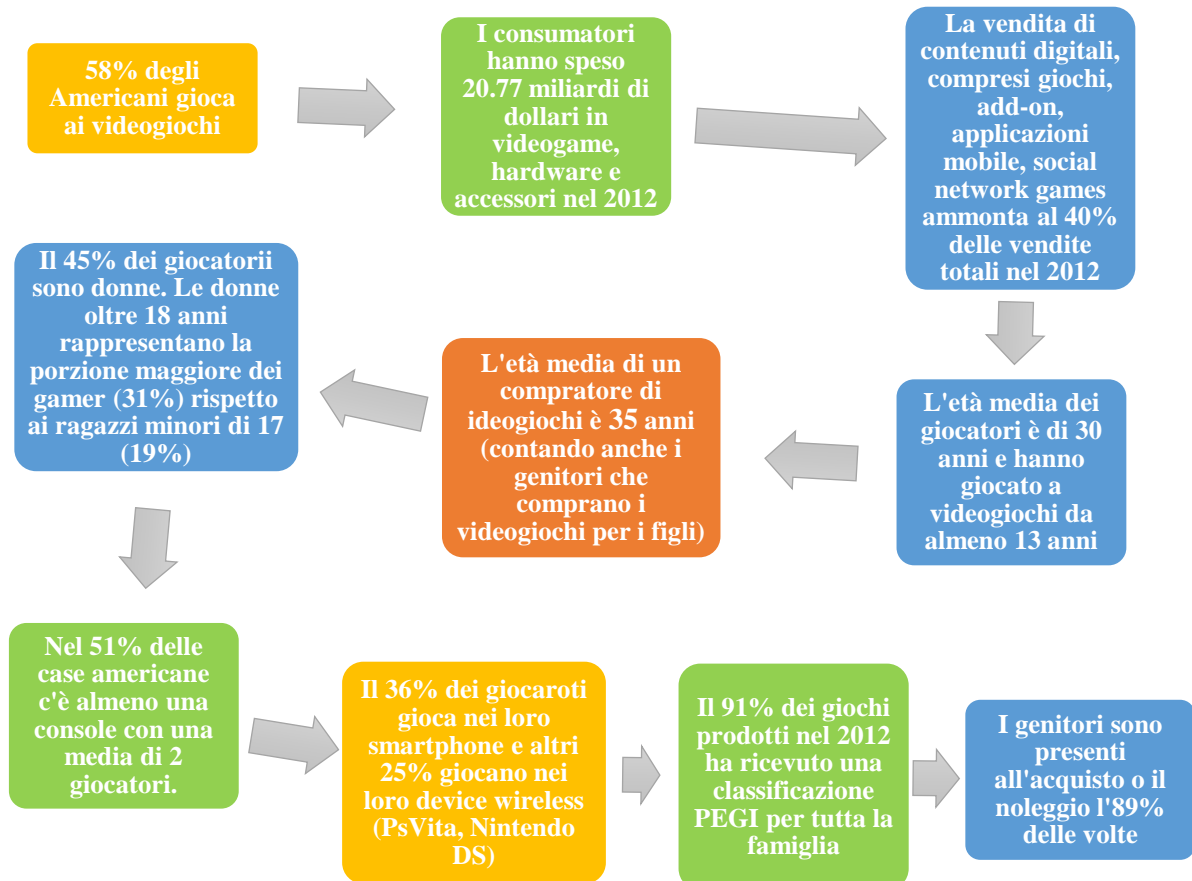 58% degli
Americani gioca
ai videogiochi
I consumatori
hanno speso
20.77 miliardi di
dollari in
videogame,
hardware e
accessori nel 2012
La vendita di
contenuti digitali,
compresi giochi,
add-on,
applicazioni
mobile, social
network games
ammonta al 40%
delle vendite
totali nel 2012
L'età media dei
giocatori è di 30
anni e hanno
giocato a
videogiochi da
almeno 13 anni
L'età media di un
compratore di
ideogiochi è 35 anni
(contando anche i
genitori che
comprano i
videogiochi per i figli)
Il 45% dei giocatorii
sono donne. Le donne
oltre 18 anni
rappresentano la
porzione maggiore dei
gamer (31%) rispetto
ai ragazzi minori di 17
(19%)
Nel 51% delle
case americane
c'è almeno una
console con una
media di 2
giocatori.
Il 36% dei giocaroti
gioca nei loro
smartphone e altri
25% giocano nei
loro device wireless
(PsVita, Nintendo
DS)
Il 91% dei giochi
prodotti nel 2012
ha ricevuto una
classificazione
PEGI per tutta la
famiglia
I genitori sono
presenti
all'acquisto o il
noleggio l'89%
delle volte